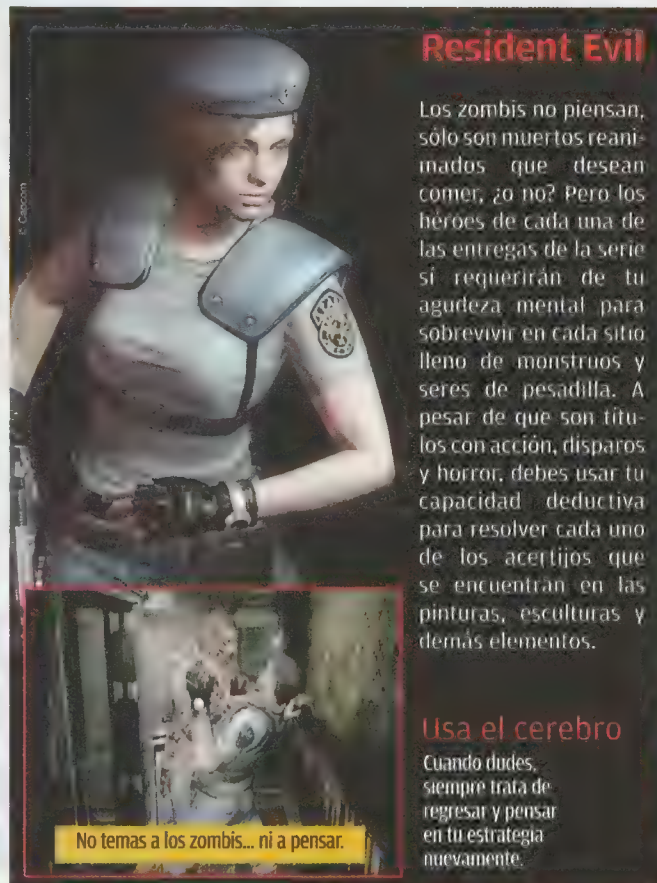 Resident Evil
Los zombis no piensan,
sólo son muertos reani-
mados que desean
comer, ¿o no? Pero los
héroes de cada una de
las entregas de la serie
sí requerirán de tu
agudeza mental para
sobrevivir en cada sitio
lleno de monstruos y
seres de pesadilla. A
pesar de que son títu-
los con acción, disparos
y horror, debes usar tu
capacidad deductiva
para resolver cada uno
de los acertijos que
se encuentran en las
pinturas, esculturas y
demás elementos.
Usa el cerebro
Cuando dudes,
siempre trata de
regresar y pensar
en tu estrategia
nuevamente.
© Capcom
No temas a los zombis... ni a pensar.